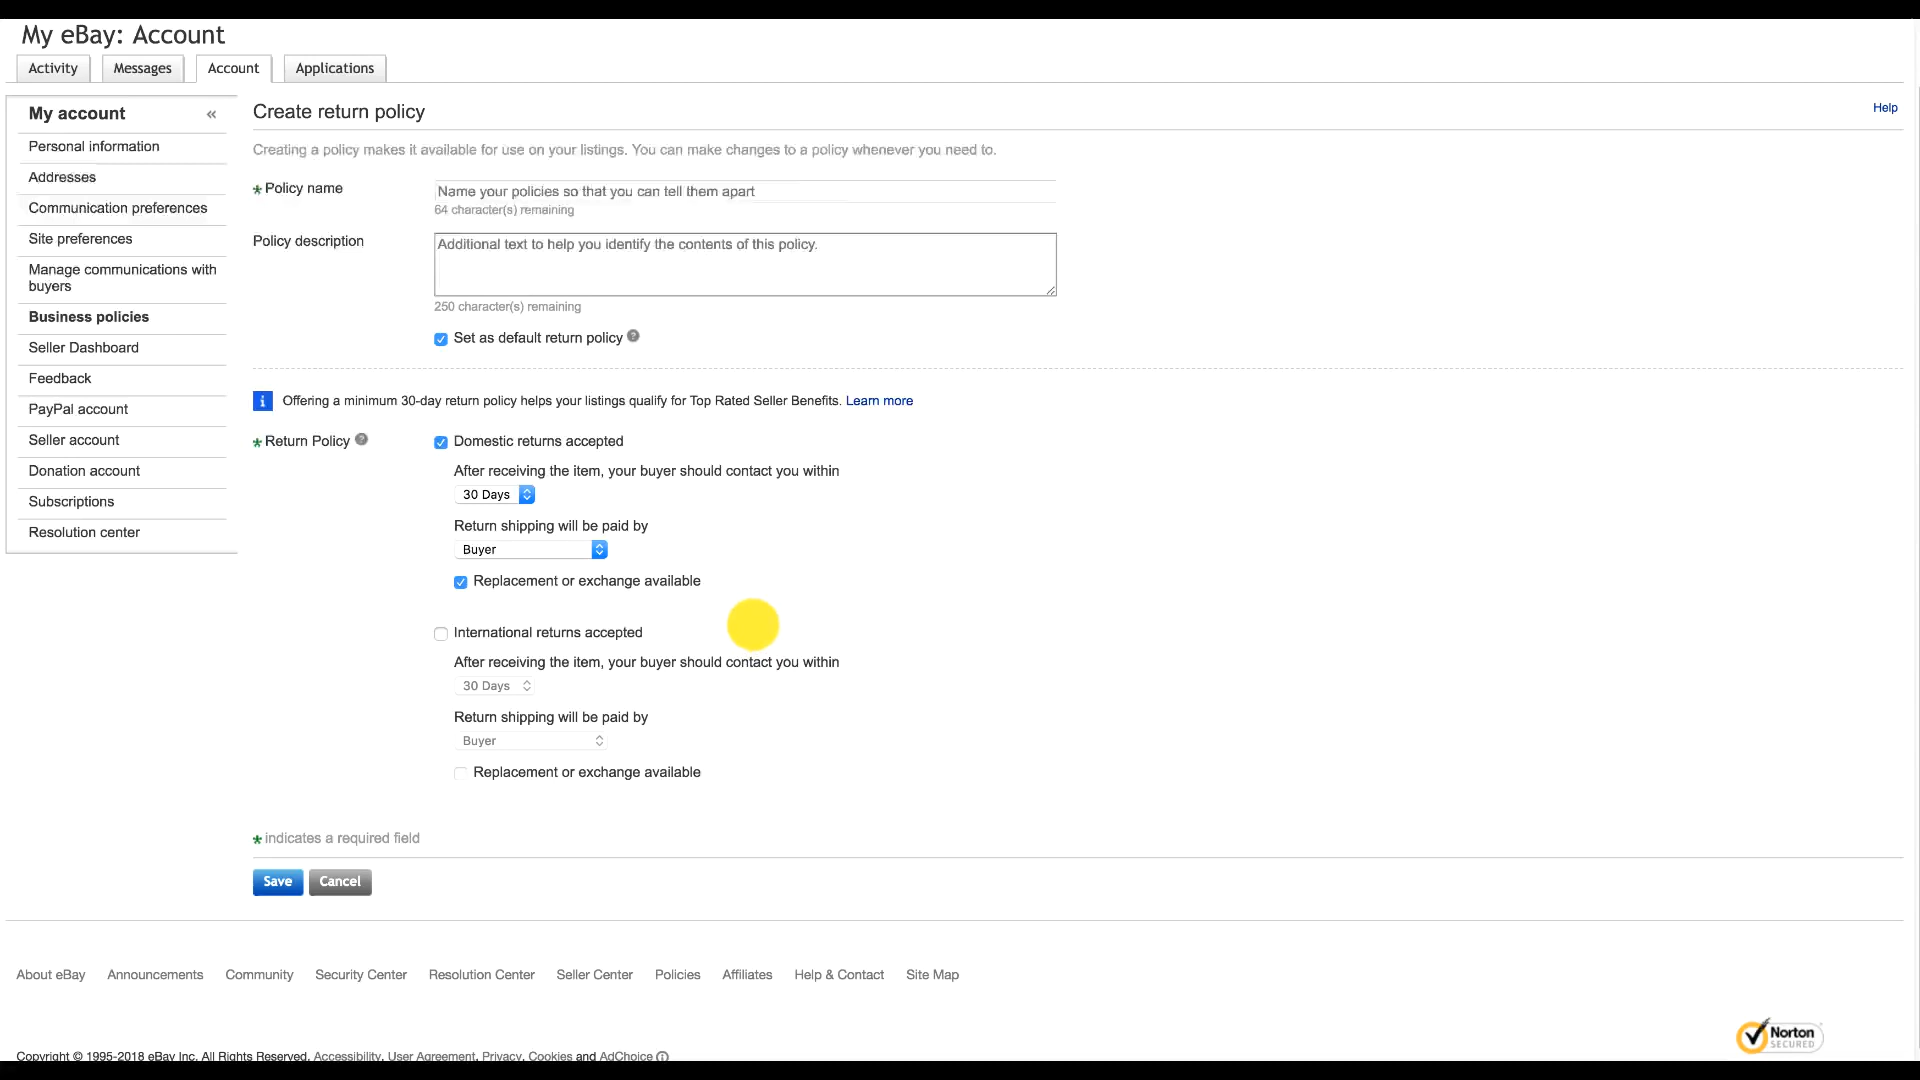 My eBay: Account
Activity Messages Account Applications
My account «
Personal information
Addresses
Communication preferences
Site preferences
Manage communications with
buyers
Business policies
Seller Dashboard
Feedback
PayPal account
Seller account
Donation account
Subscriptions
Resolution center
Create return policy
Help
Creating a policy makes it available for use on your listings. You can make changes to a policy whenever you need to.
* Policy name
Name your policies so that you can tell them apart
64 character(s) remaining
Policy description
Additional text to help you identify the contents of this policy.
250 character(s) remaining
Set as default return policy ?
i Offering a minimum 30-day return policy helps your listings qualify for Top Rated Seller Benefits. Learn more
* Return Policy ?
Domestic returns accepted
After receiving the item, your buyer should contact you within
30 Days
Return shipping will be paid by
Buyer
Replacement or exchange available
International returns accepted
After receiving the item, your buyer should contact you within
30 Days
Return shipping will be paid by
Buyer
Replacement or exchange available
* indicates a required field
Save Cancel
About eBay Announcements Community Security Center Resolution Center Seller Center Policies Affiliates Help & Contact Site Map
Norton
SECURED
Copyright © 1995-2018 eBay Inc. All Rights Reserved. Accessibility, User Agreement, Privacy, Cookies and AdChoice i